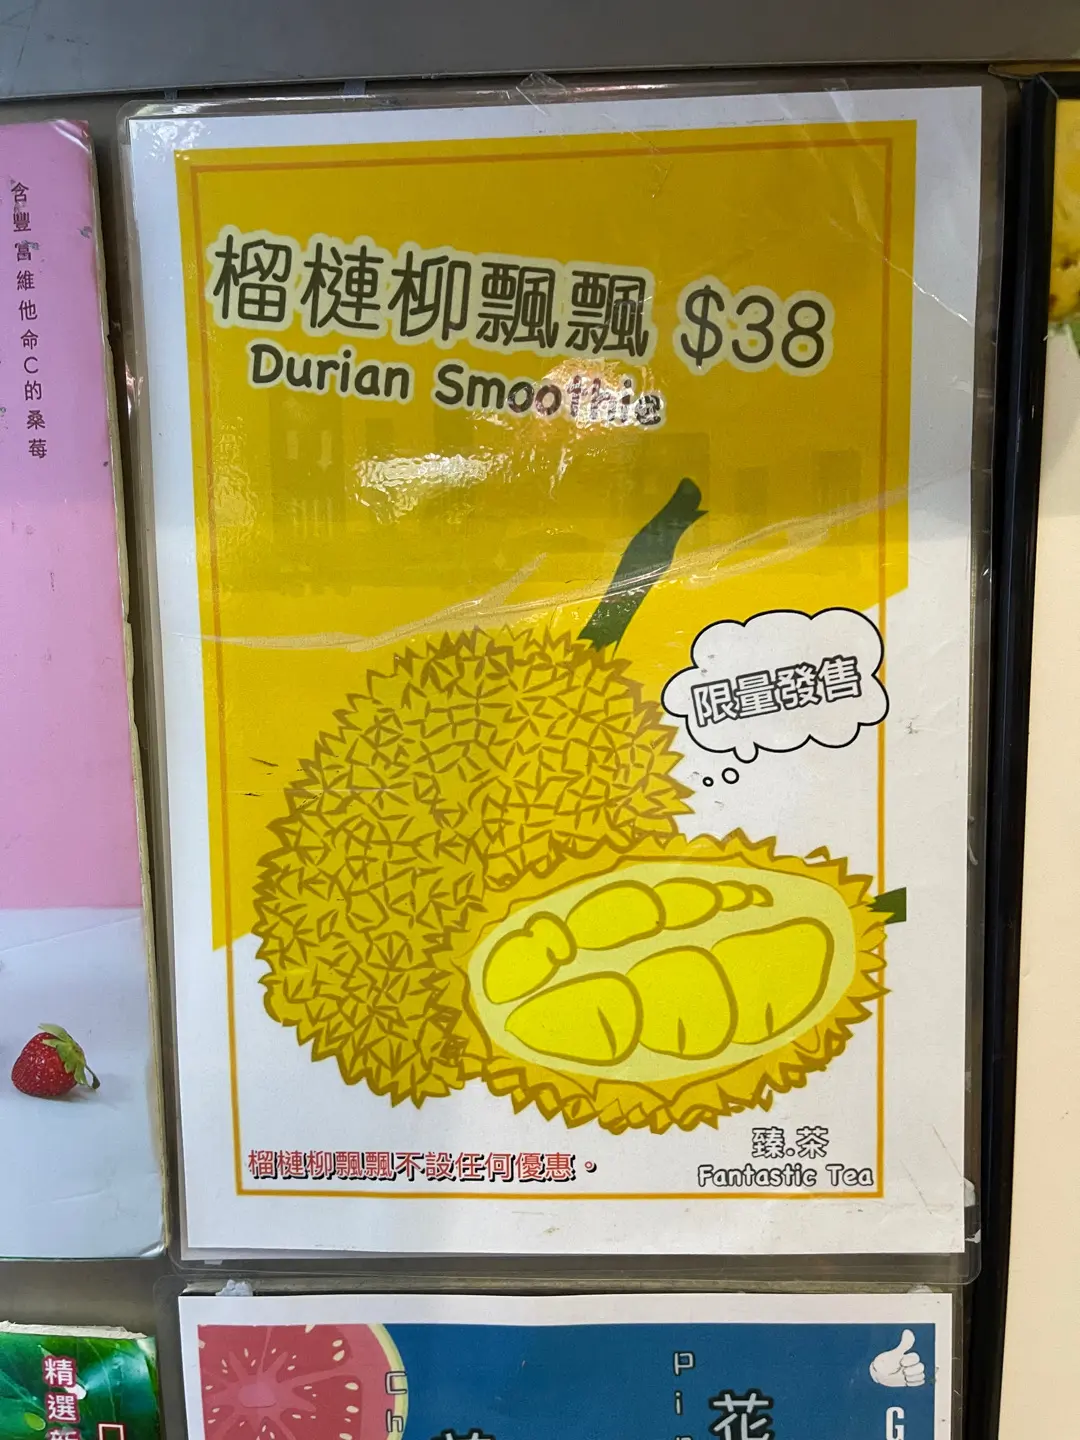 含豐富維他命C的桑莓
榴槤柳飄飄 $38
Durian Smoothie
限量發售
榴槤柳飄飄不設任何優惠。
臻.茶
Fantastic Tea
精選新
花
G